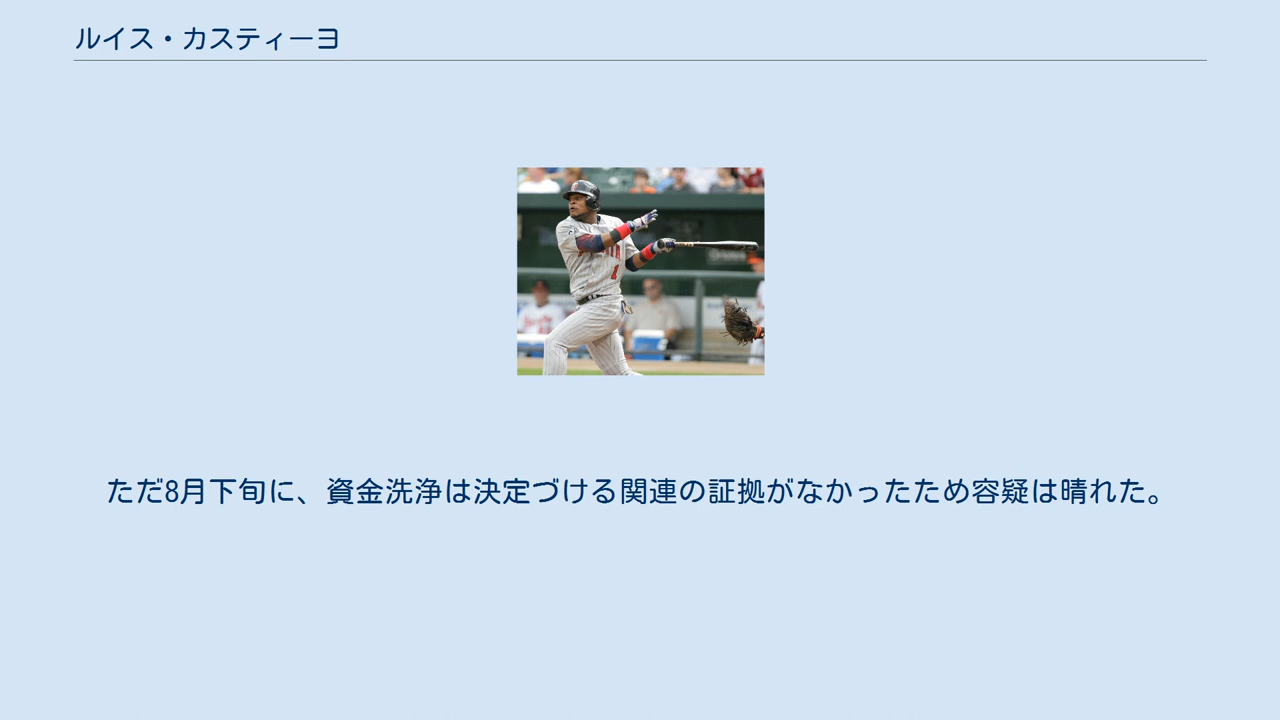 ルイス・カスティーヨ
ただ8月下旬に、資金洗浄は決定づける関連の証拠がなかったため容疑は晴れた。